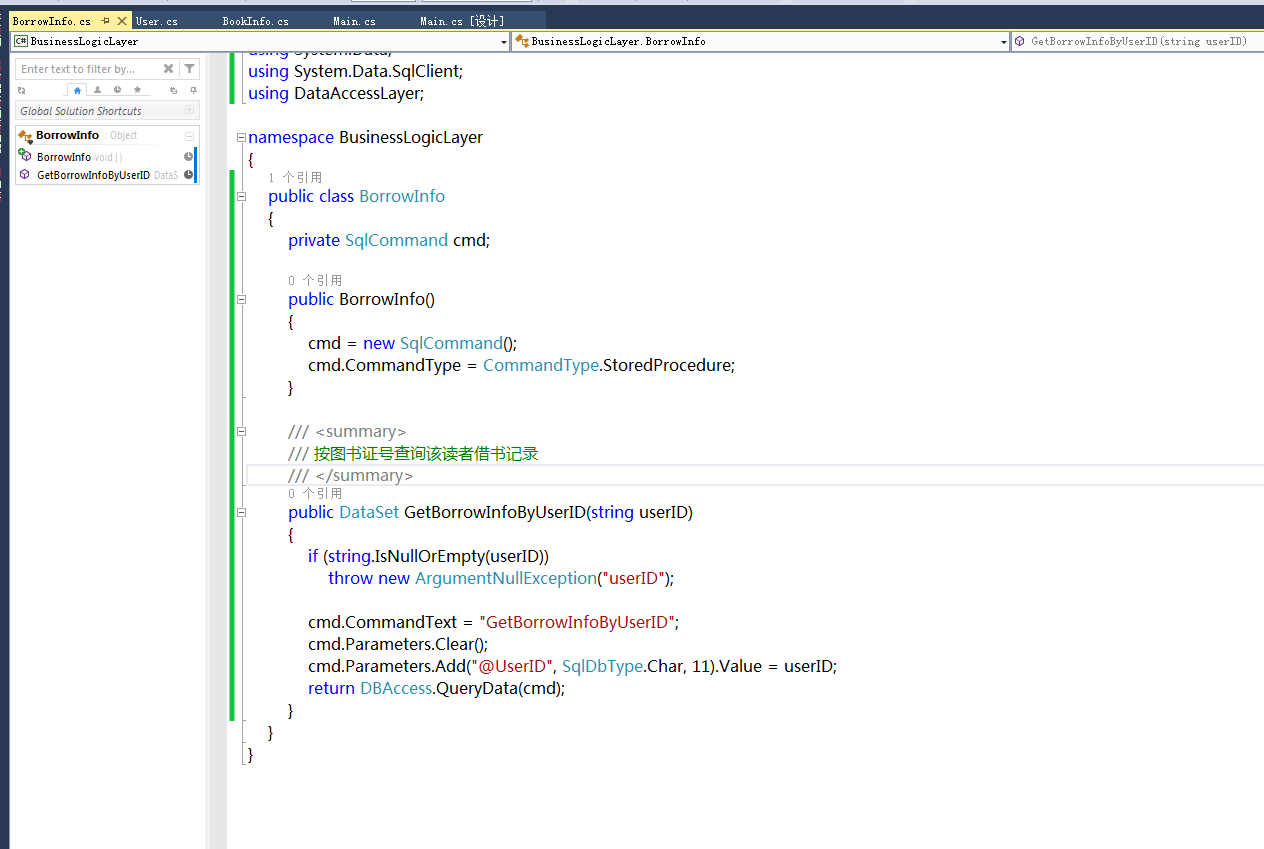 BorrowInfo.cs User.cs BookInfo.cs Main.cs Main.cs [设计]
BusinessLogicLayer BusinessLogicLayer.BorrowInfo GetBorrowInfoByUserID(string userID)
Enter text to filter by...
Global Solution Shortcuts
BorrowInfo : Object
BorrowInfo void ( )
GetBorrowInfoByUserID DataS
using System.Data;
using System.Data.SqlClient;
using DataAccessLayer;
namespace BusinessLogicLayer
{
1 个引用
public class BorrowInfo
{
private SqlCommand cmd;
0 个引用
public BorrowInfo()
{
cmd = new SqlCommand();
cmd.CommandType = CommandType.StoredProcedure;
}
/// <summary>
/// 按图书证号查询该读者借书记录
/// </summary>
0 个引用
public DataSet GetBorrowInfoByUserID(string userID)
{
if (string.IsNullOrEmpty(userID))
throw new ArgumentNullException("userID");
cmd.CommandText = "GetBorrowInfoByUserID";
cmd.Parameters.Clear();
cmd.Parameters.Add("@UserID", SqlDbType.Char, 11).Value = userID;
return DBAccess.QueryData(cmd);
}
}
}